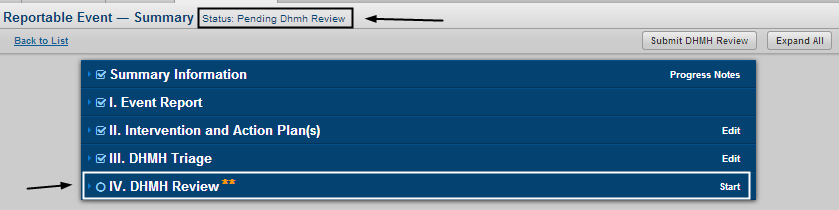 Reportable Event — Summary Status: Pending Dhmh Review
Back to List Submit DHMH Review Expand All
Summary Information Progress Notes
I. Event Report
II. Intervention and Action Plan(s) Edit
III. DHMH Triage Edit
IV. DHMH Review ** Start